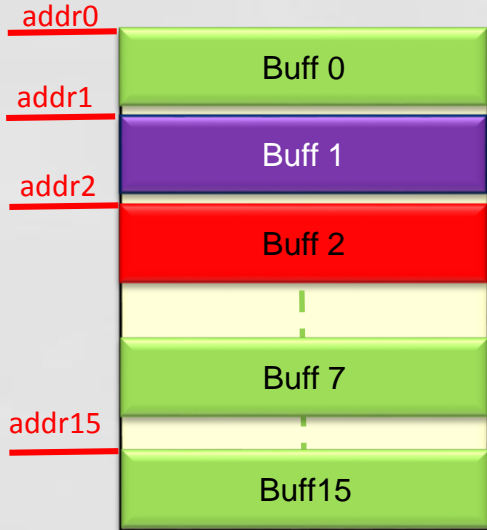 addr0
Buff 0
addr1
Buff 1
addr2
Buff 2
Buff 7
addr15
Buff15